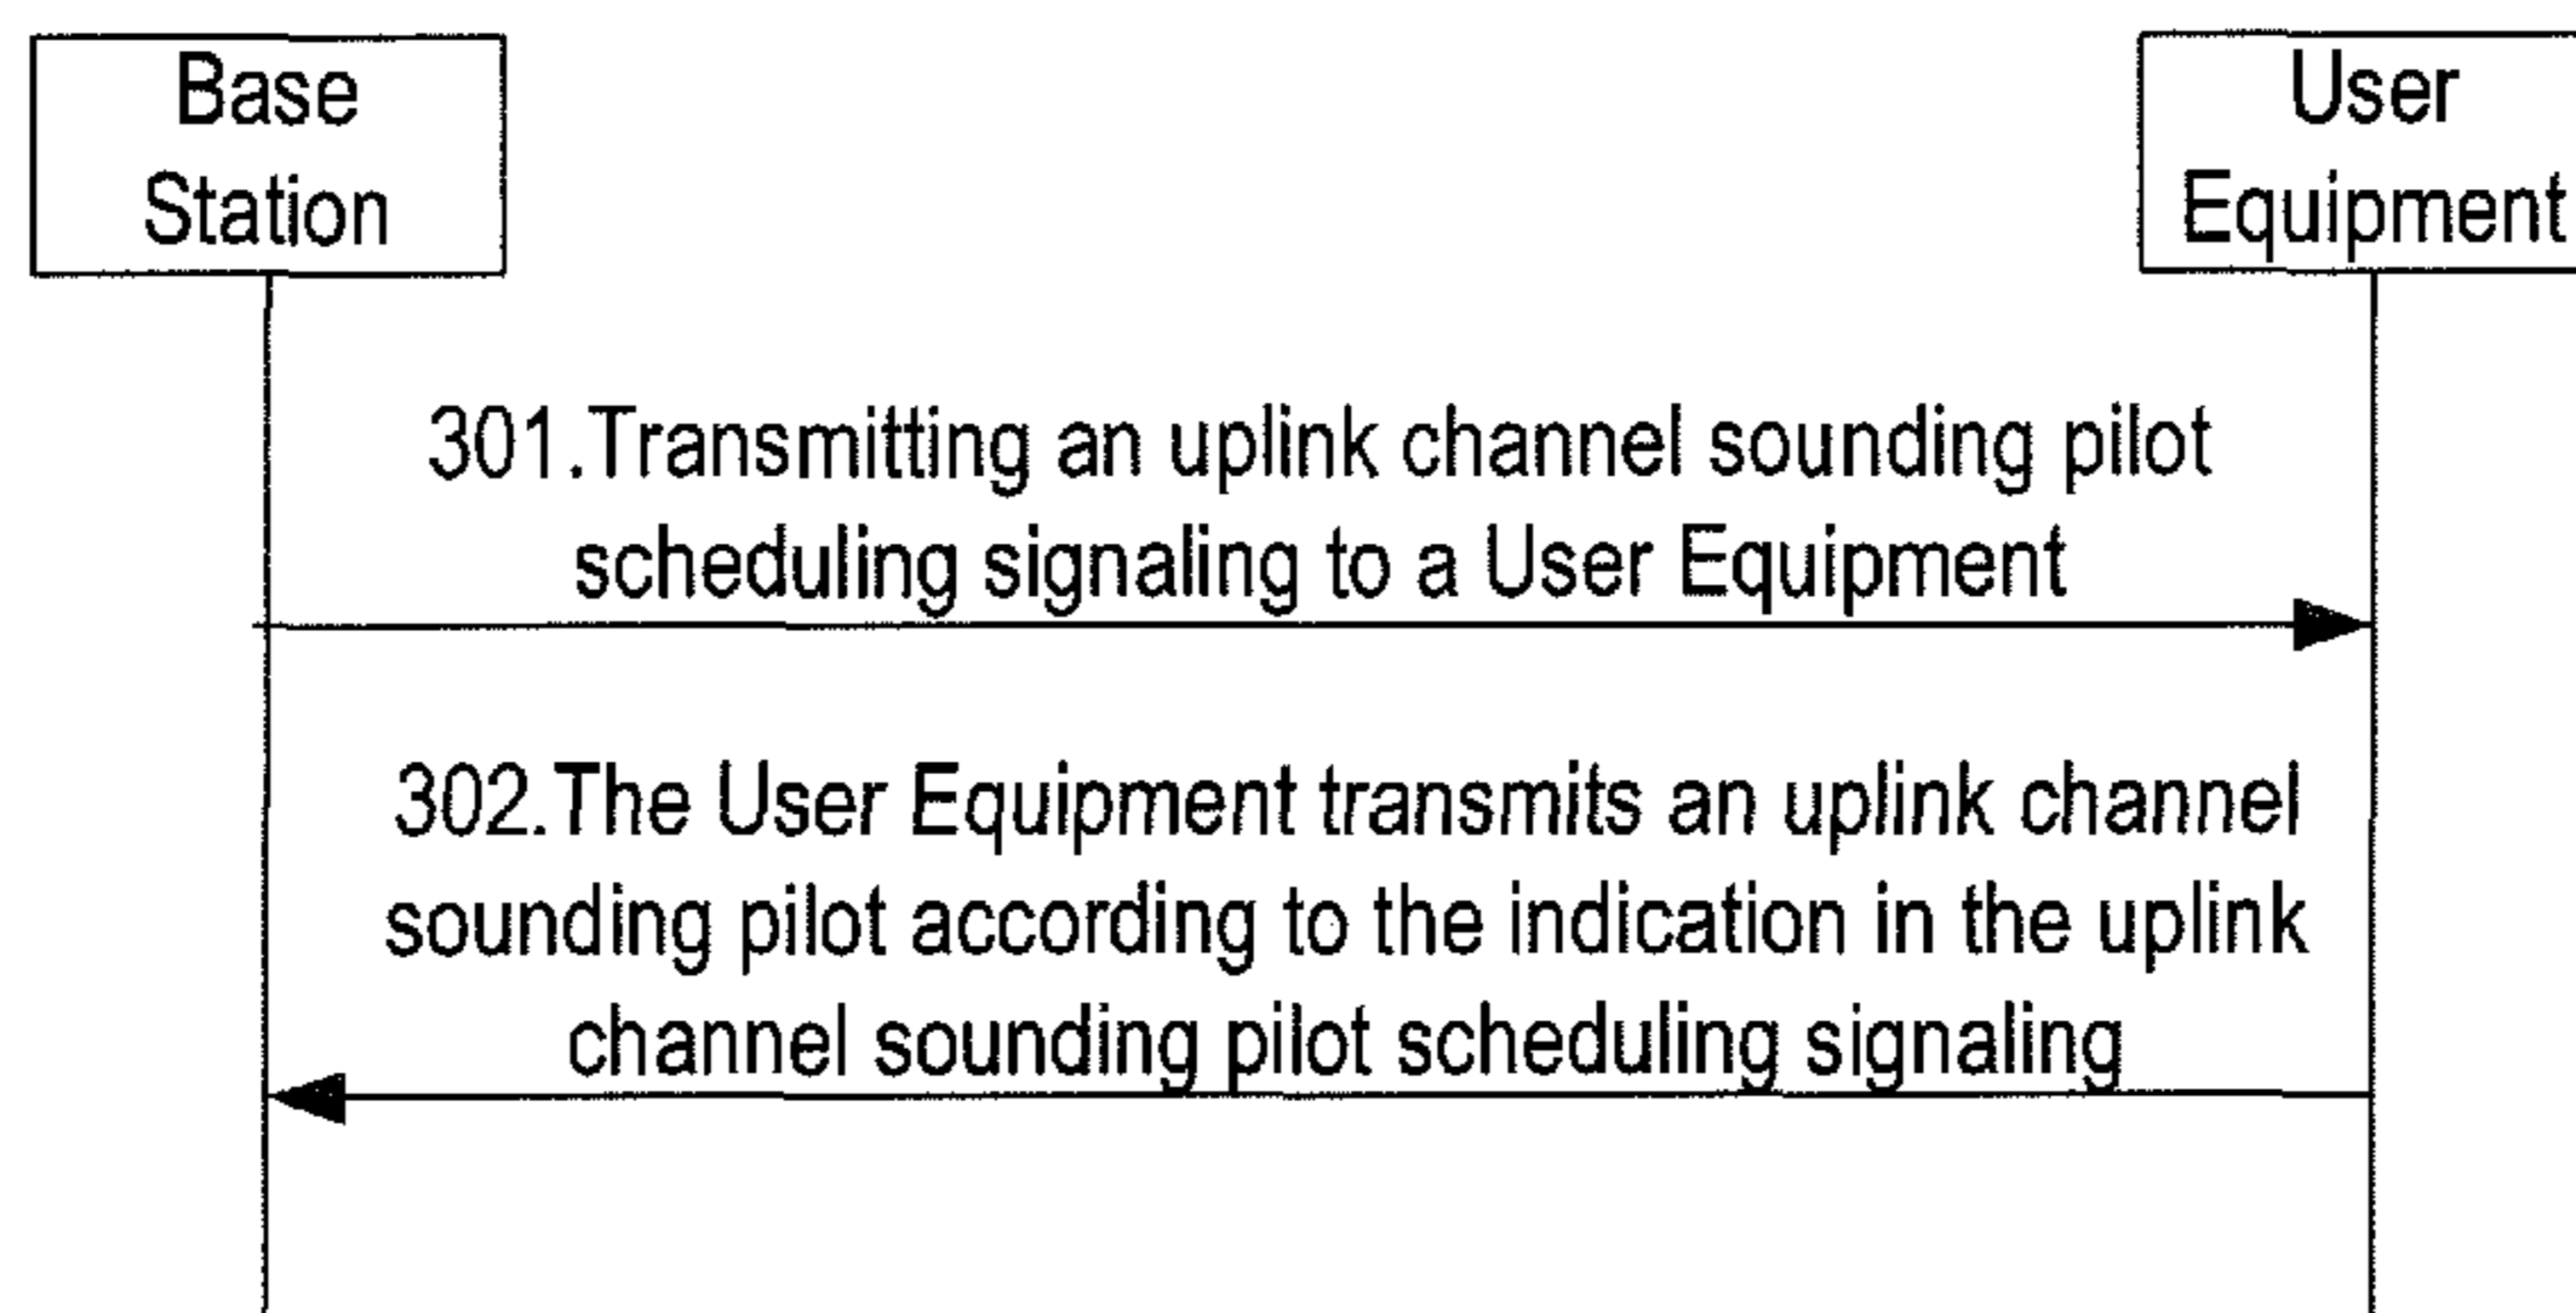 Base
Station
User
Equipment
301.Transmitting an uplink channel sounding pilot
scheduling signaling to a User Equipment
302.The User Equipment transmits an uplink channel
sounding pilot according to the indication in the uplink
channel sounding pilot scheduling signaling